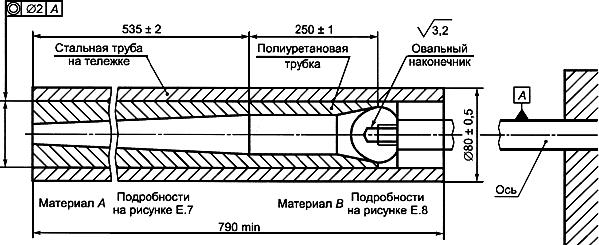 ◎ Ø2 A
535 ± 2
250 ± 1
3,2
Стальная труба
на тележке
Полиуретановая
трубка
Овальный
наконечник
A
Ø80 ± 0,5
Ось
Материал A
Подробности
на рисунке Е.7
Материал B
Подробности
на рисунке Е.8
790 min